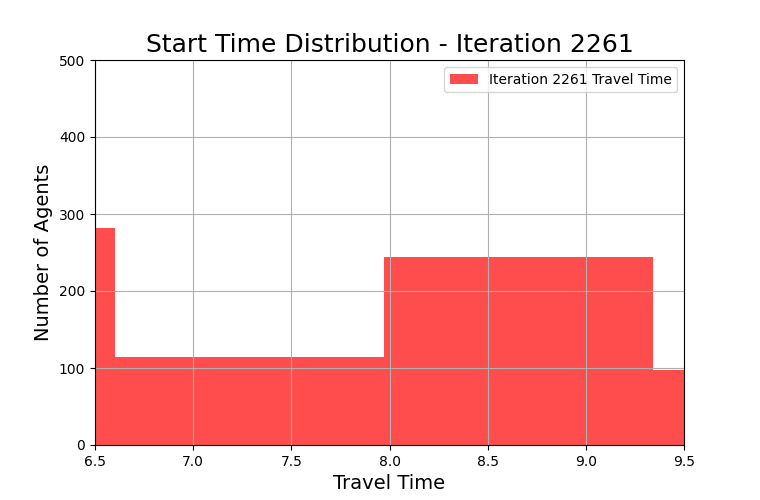 Start Time Distribution - Iteration 2261
Iteration 2261 Travel Time
500
400
300
200
100
0
Number of Agents
6.5 7.0 7.5 8.0 8.5 9.0 9.5
Travel Time